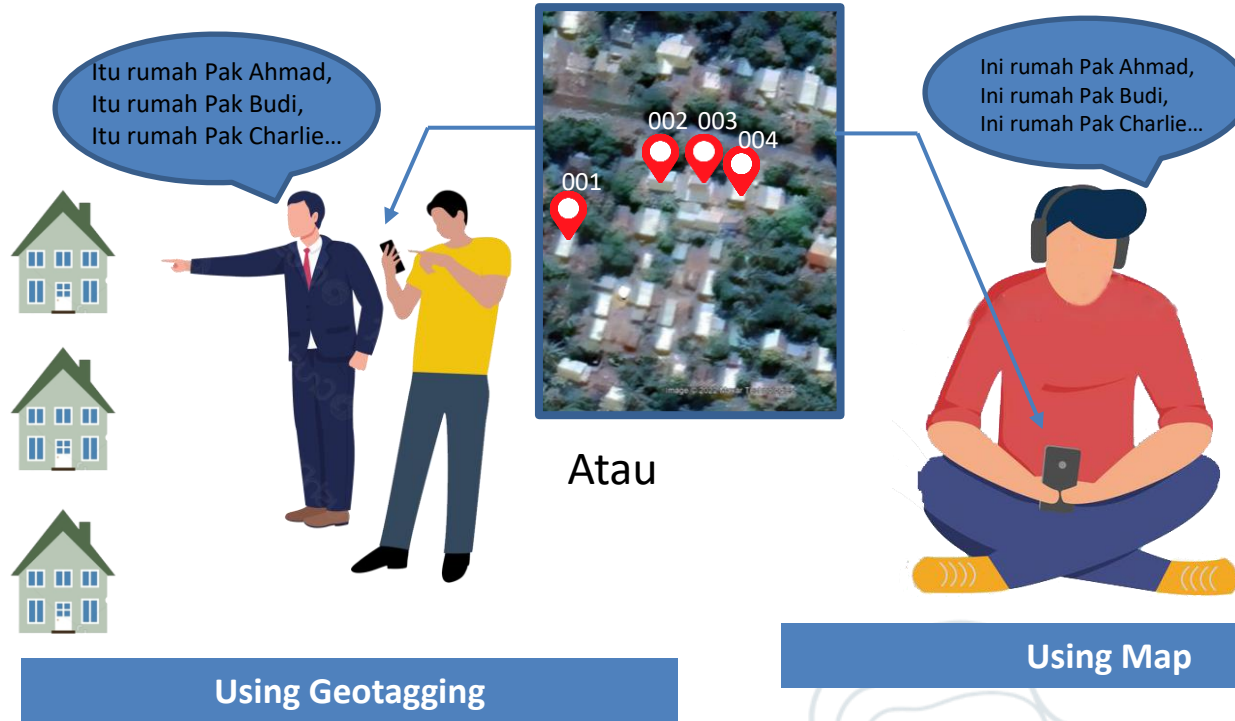 Itu rumah Pak Ahmad,
Itu rumah Pak Budi,
Itu rumah Pak Charlie…
001
002
003
004
Ini rumah Pak Ahmad,
Ini rumah Pak Budi,
Ini rumah Pak Charlie…
Atau
Using Geotagging
Using Map